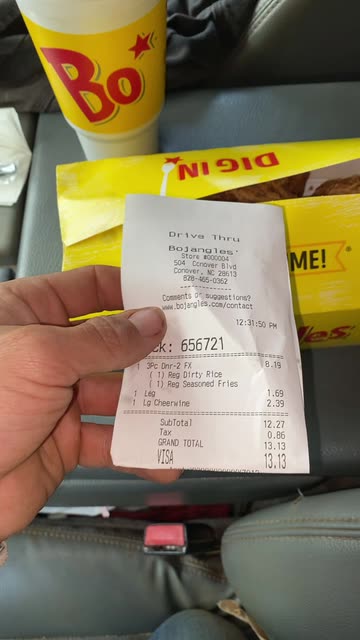 Bo
DIG IN
ME!
Drive Thru
Bojangles'
Store #000004
504 Conover Blvd
Conover, NC 28613
828-465-0362
Comments or suggestions?
www.bojangles.com/contact
12:31:50 PM
ck: 656721
1 3Pc Dnr-2 FX 8.19
(1) Reg Dirty Rice
(1) Reg Seasoned Fries
1 Leg 1.69
1 Lg Cheerwine 2.39
SubTotal 12.27
Tax 0.86
GRAND TOTAL 13.13
VISA 13.13